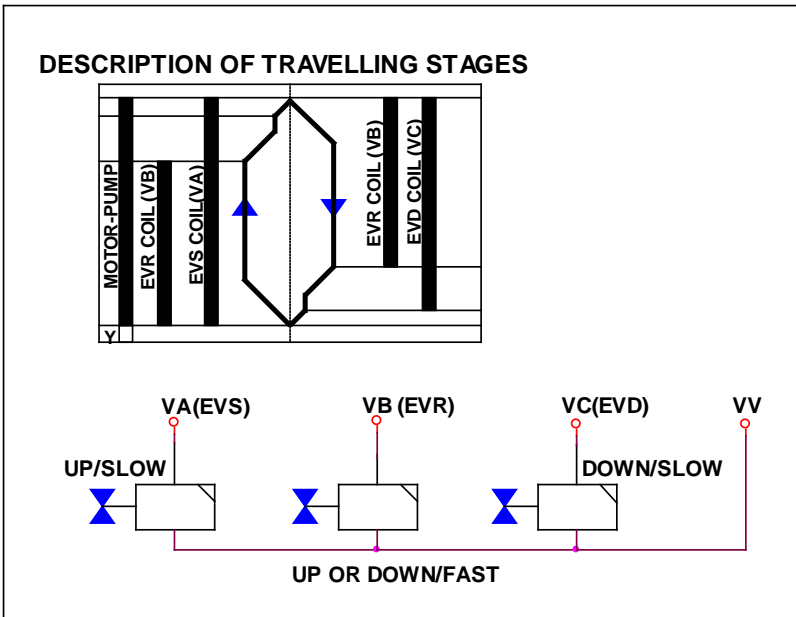 DESCRIPTION OF TRAVELLING STAGES
MOTOR-PUMP
EVR COIL (VB)
EVS COIL(VA)
EVR COIL (VB)
EVD COIL (VC)
Y
VA(EVS)
VB (EVR)
VC(EVD)
VV
UP/SLOW
DOWN/SLOW
UP OR DOWN/FAST